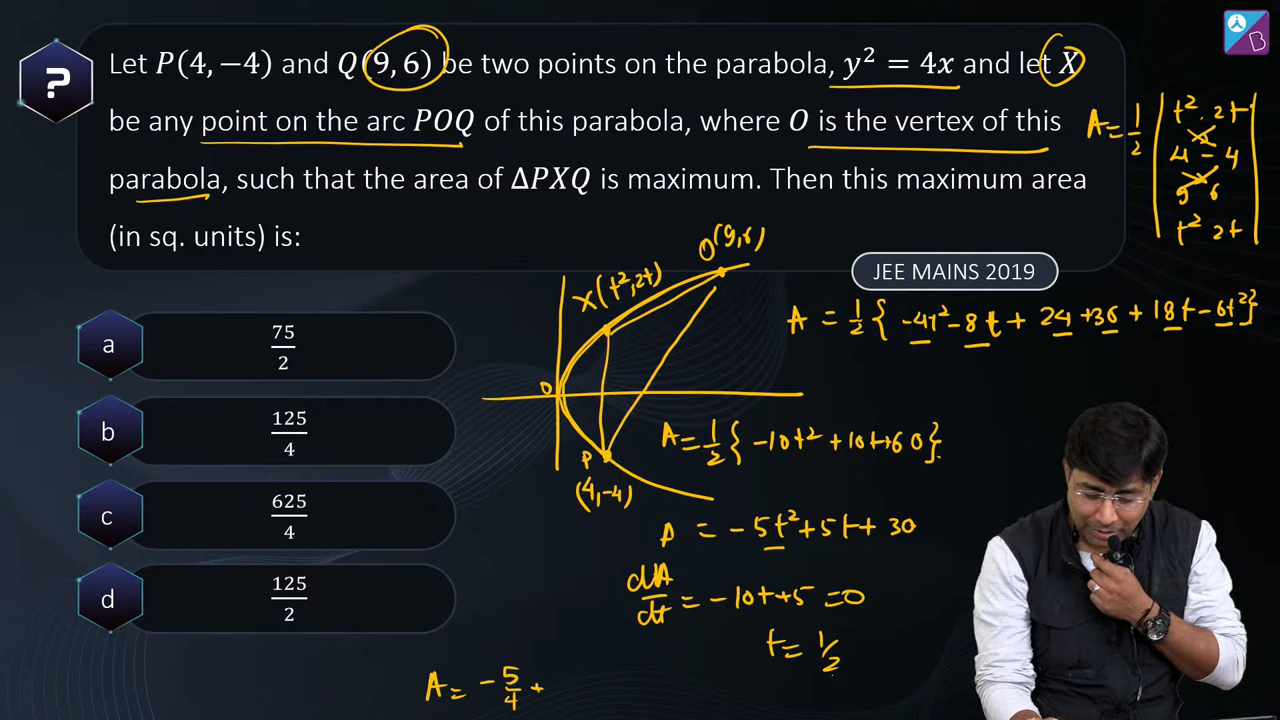 ?
Let P(4, −4) and Q(9, 6) be two points on the parabola, y² = 4x and let X
be any point on the arc POQ of this parabola, where O is the vertex of this
parabola, such that the area of ΔPXQ is maximum. Then this maximum area
(in sq. units) is:
JEE MAINS 2019
B
a
75/2
b
125/4
c
625/4
d
125/2
A = 1/2 | t² 2t
4 −4
9 6
t² 2t |
A = 1/2 { −4t² − 8t + 24 + 36 + 18t − 6t² }
(9,6)
X(t², 2t)
O
P
(4,−4)
A = 1/2 { −10t² + 10t + 60 }
A = −5t² + 5t + 30
dA/dt = −10t + 5 = 0
t = 1/2
A = −5/4 +